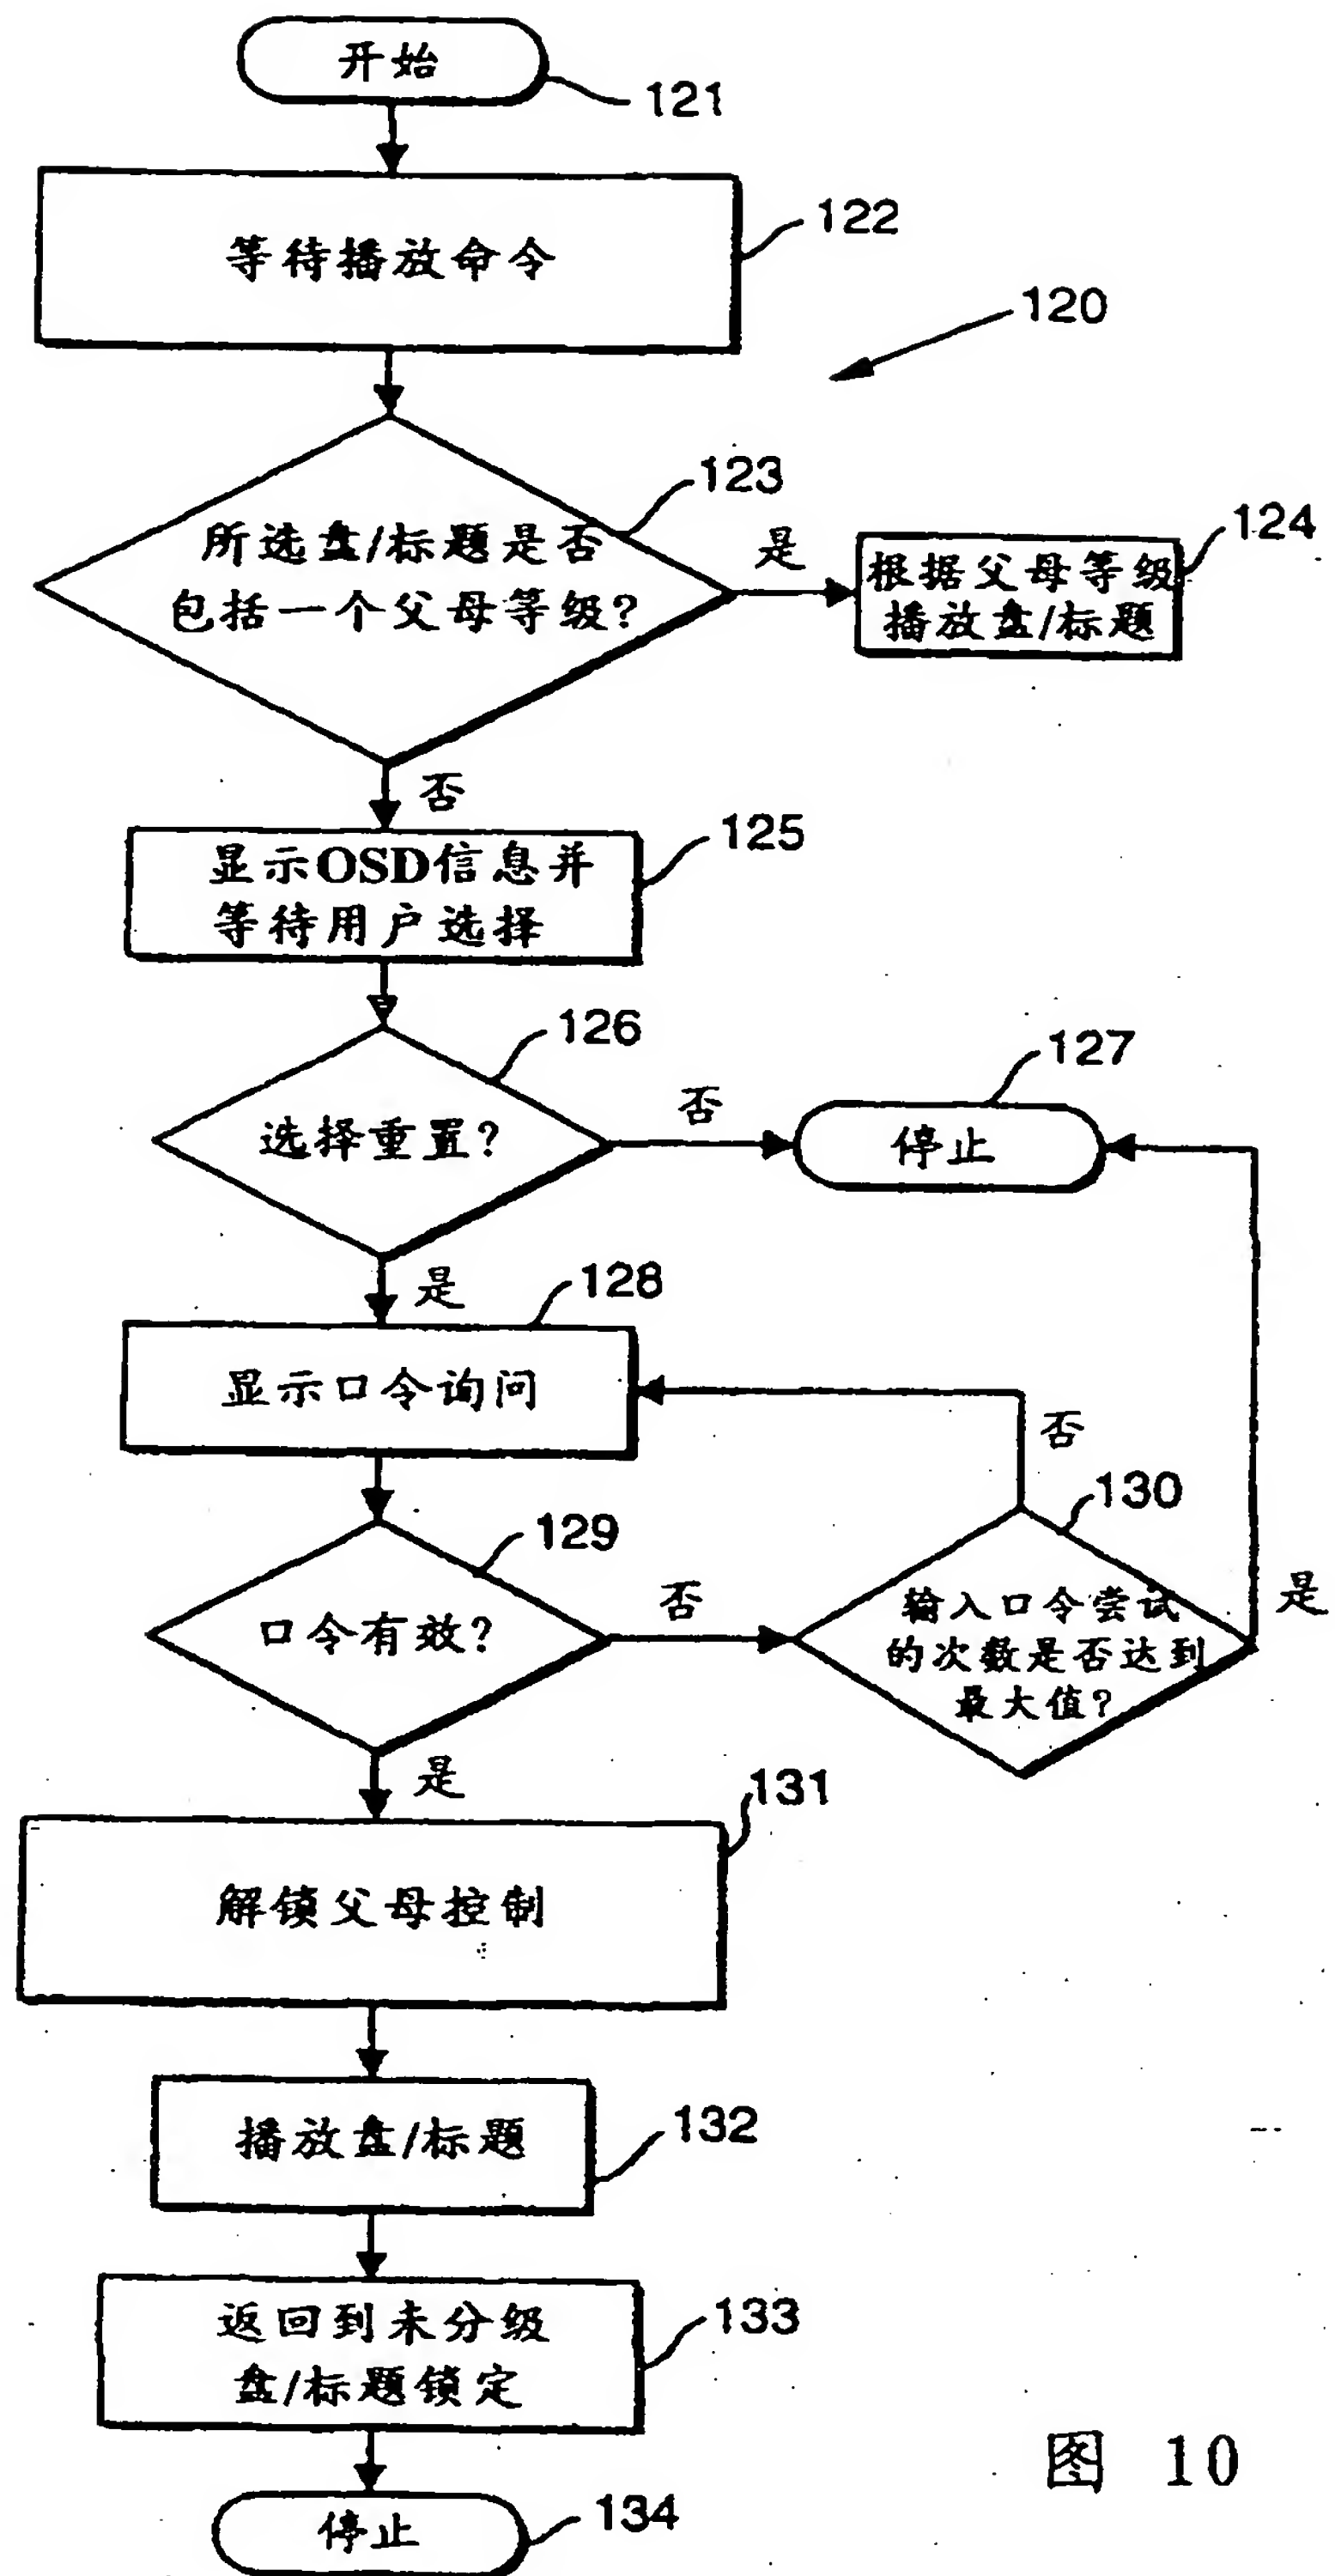 开始
121
等待播放命令
122
120
123
所选盘/标题是否
包括一个父母等级?
是
124
根据父母等级
播放盘/标题
否
125
显示OSD信息并
等待用户选择
126
选择重置?
否
127
停止
是
128
显示口令询问
否
129
130
口令有效?
否
输入口令尝试
的次数是否达到
最大值?
是
是
131
解锁父母控制
132
播放盘/标题
133
返回到未分级
盘/标题锁定
134
停止
图 10